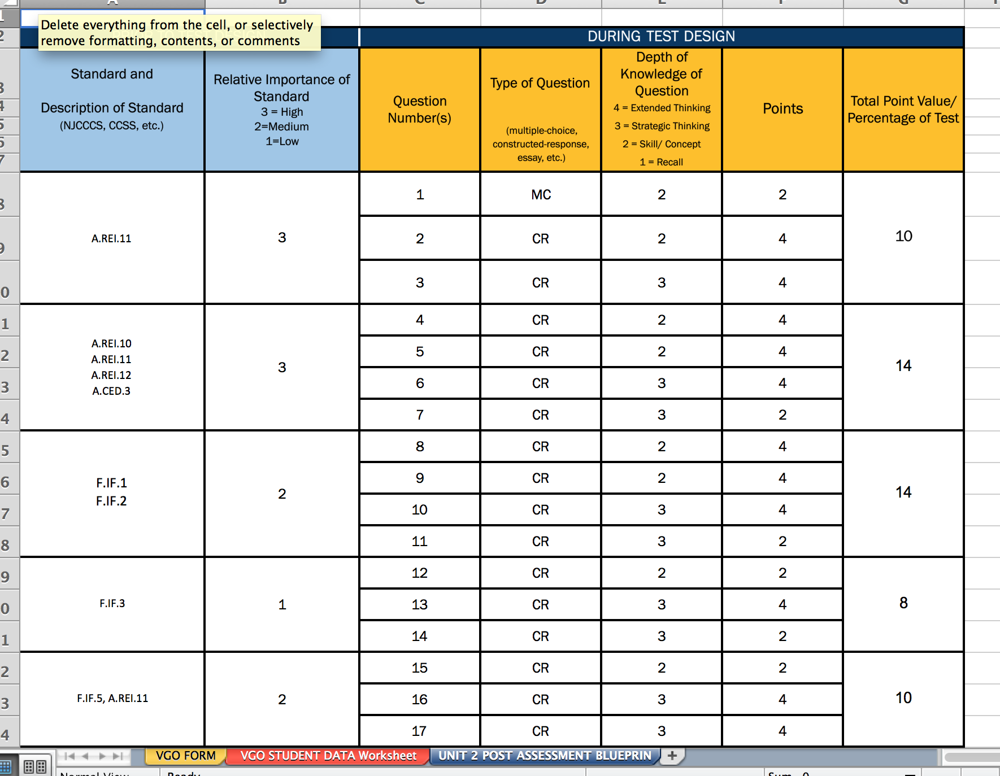 Delete everything from the cell, or selectively
remove formatting, contents, or comments
DURING TEST DESIGN
Standard and
Description of Standard
(NJCCCS, CCSS, etc.)
Relative Importance of
Standard
3 = High
2=Medium
1=Low
Question
Number(s)
Type of Question
(multiple-choice,
constructed-response,
essay, etc.)
Depth of
Knowledge of
Question
4 = Extended Thinking
3 = Strategic Thinking
2 = Skill/ Concept
1 = Recall
Points
Total Point Value/
Percentage of Test
A.REI.11
3
1 MC 2 2
2 CR 2 4
3 CR 3 4
10
A.REI.10
A.REI.11
A.REI.12
A.CED.3
3
4 CR 2 4
5 CR 2 4
6 CR 3 4
7 CR 3 2
14
F.IF.1
F.IF.2
2
8 CR 2 4
9 CR 2 4
10 CR 3 4
11 CR 3 2
14
F.IF.3
1
12 CR 2 2
13 CR 3 4
14 CR 3 2
8
F.IF.5, A.REI.11
2
15 CR 2 2
16 CR 3 4
17 CR 3 4
10
VGO FORM
VGO STUDENT DATA Worksheet
UNIT 2 POST ASSESSMENT BLUEPRIN
+
Normal View
Ready